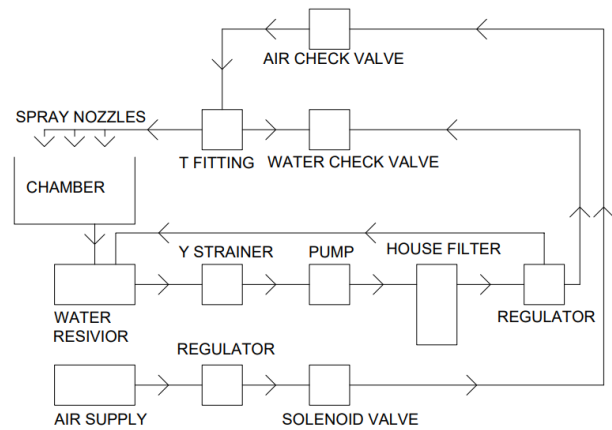 AIR CHECK VALVE
SPRAY NOZZLES
T FITTING
WATER CHECK VALVE
CHAMBER
Y STRAINER
PUMP
HOUSE FILTER
WATER
RESIVIOR
REGULATOR
REGULATOR
AIR SUPPLY
SOLENOID VALVE